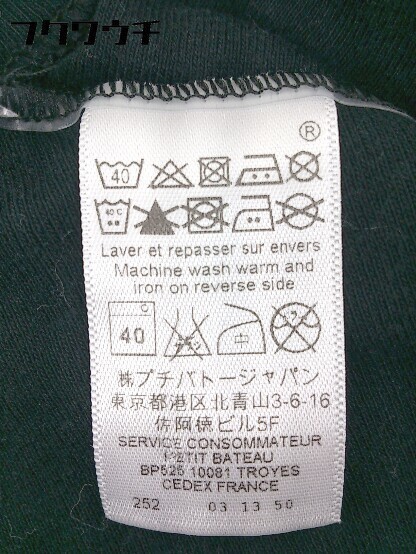 フクウウチ
®
40
40℃
Laver et repasser sur envers
Machine wash warm and
iron on reverse side
40 中
㈱プチバトージャパン
東京都港区北青山3-6-16
佐阿徳ビル5F
SERVICE CONSOMMATEUR
PETIT BATEAU
BP525 10081 TROYES
CEDEX FRANCE
252 03 13 50